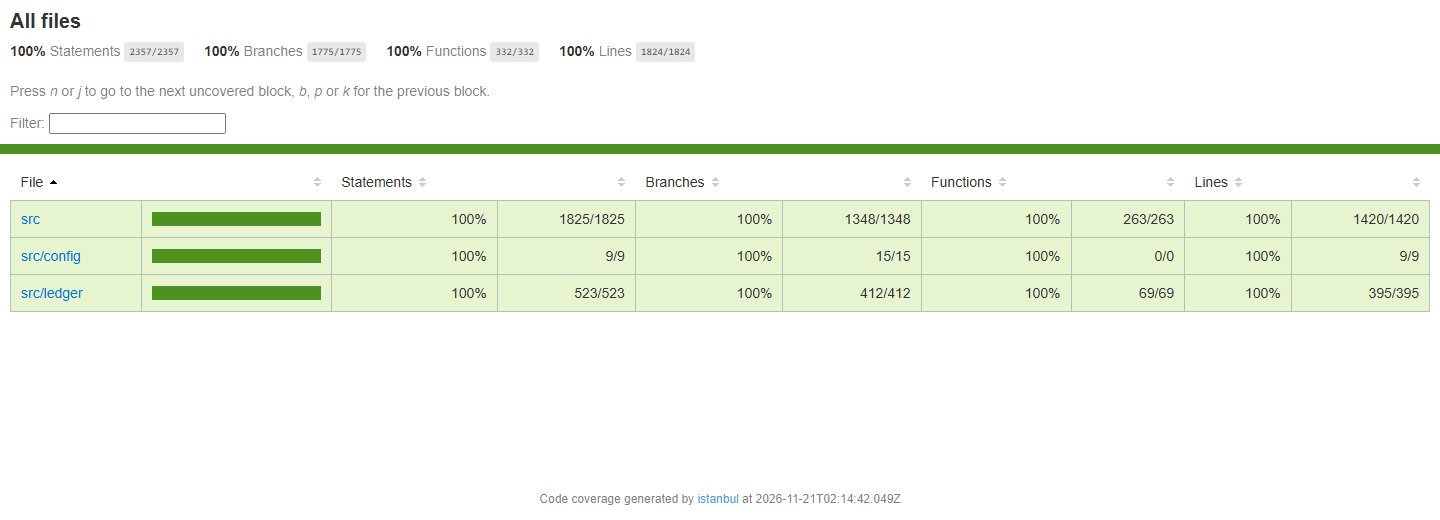 All files
100% Statements 2357/2357 100% Branches 1775/1775 100% Functions 332/332 100% Lines 1824/1824
Press n or j to go to the next uncovered block, b, p or k for the previous block.
Filter:
File Statements Branches Functions Lines
src 100% 1825/1825 100% 1348/1348 100% 263/263 100% 1420/1420
src/config 100% 9/9 100% 15/15 100% 0/0 100% 9/9
src/ledger 100% 523/523 100% 412/412 100% 69/69 100% 395/395
Code coverage generated by istanbul at 2026-11-21T02:14:42.049Z